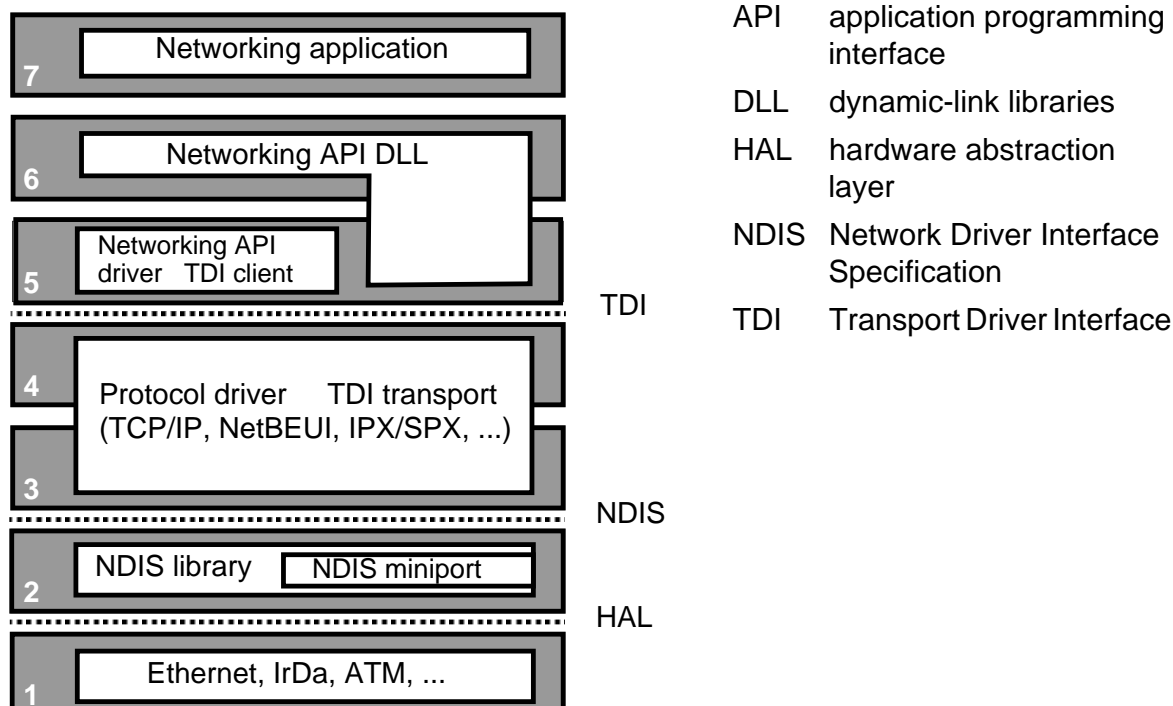 7
Networking application
6
Networking API DLL
5
Networking API
driver TDI client
TDI
4
Protocol driver TDI transport
(TCP/IP, NetBEUI, IPX/SPX, ...)
3
NDIS
2
NDIS library
NDIS miniport
HAL
1
Ethernet, IrDa, ATM, ...
API application programming
interface
DLL dynamic-link libraries
HAL hardware abstraction
layer
NDIS Network Driver Interface
Specification
TDI Transport Driver Interface